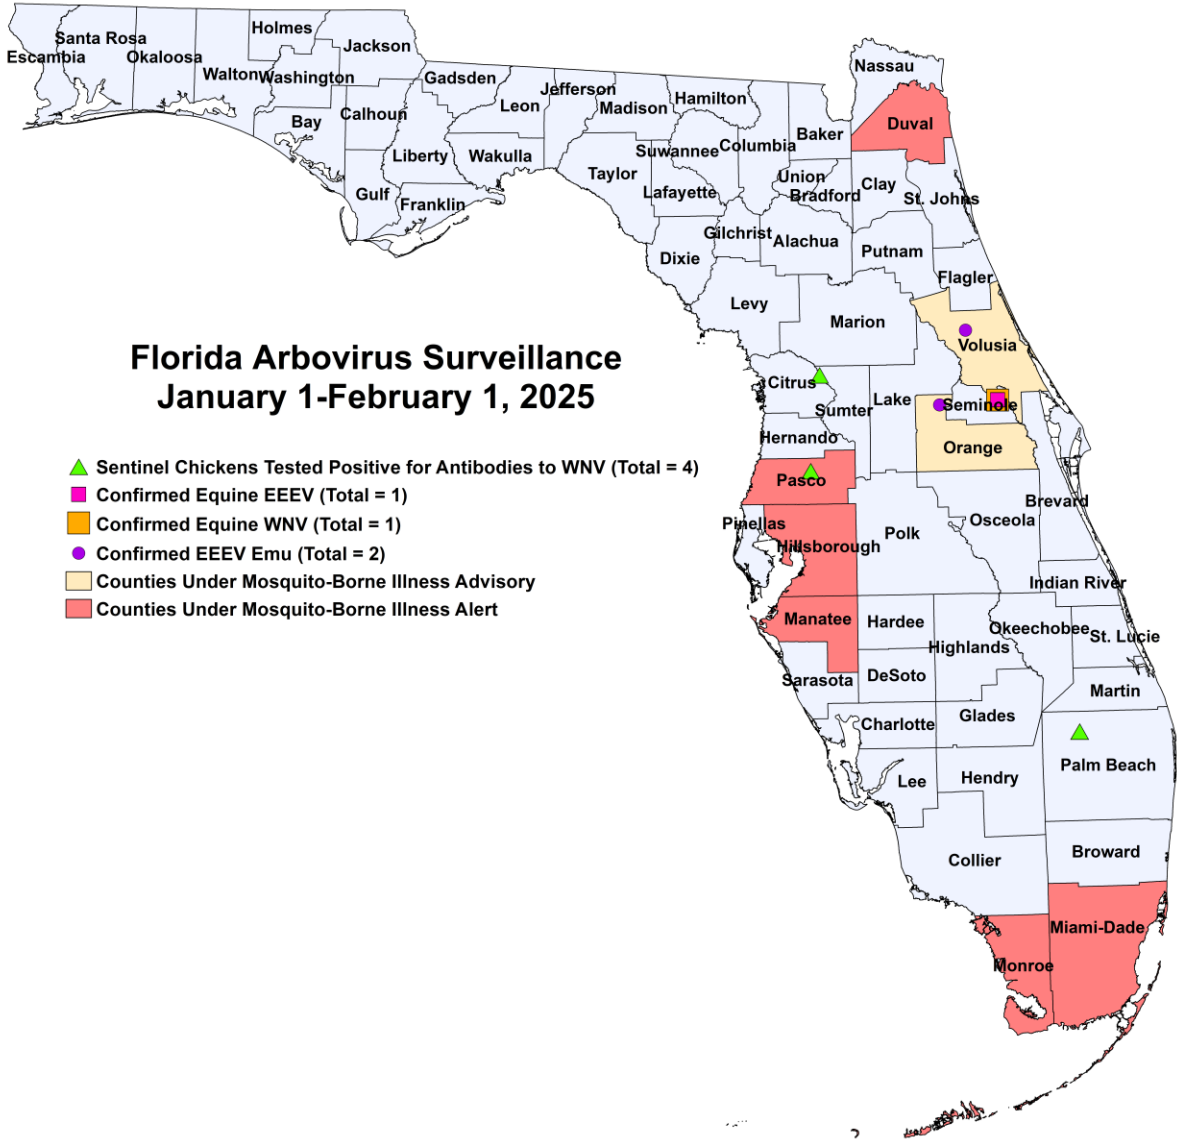 Holmes
Jackson
Santa Rosa
Escambia
Okaloosa
Walton
Washington
Gadsden
Nassau
Jefferson
Leon
Madison
Hamilton
Calhoun
Bay
Duval
Baker
Columbia
Suwannee
Liberty
Wakulla
Taylor
Union
Clay
Lafayette
Bradford
Gulf
Franklin
St. Johns
Gilchrist
Alachua
Putnam
Dixie
Flagler
Levy
Marion
Volusia
Florida Arbovirus Surveillance
January 1-February 1, 2025
Citrus
Lake
Seminole
Sumter
Hernando
Orange
Sentinel Chickens Tested Positive for Antibodies to WNV (Total = 4)
Confirmed Equine EEEV (Total = 1)
Confirmed Equine WNV (Total = 1)
Confirmed EEEV Emu (Total = 2)
Counties Under Mosquito-Borne Illness Advisory
Counties Under Mosquito-Borne Illness Alert
Pasco
Brevard
Pinellas
Osceola
Polk
Hillsborough
Indian River
Manatee
Hardee
Okeechobee
St. Lucie
Highlands
Sarasota
DeSoto
Martin
Charlotte
Glades
Palm Beach
Lee
Hendry
Collier
Broward
Miami-Dade
Monroe